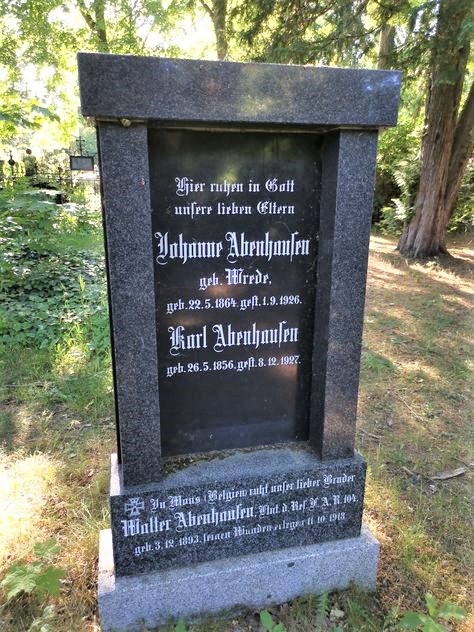 Hier ruhen in Gott
unsere lieben Eltern
Johanne Abenhausen
geb. Wrede,
geb. 22.5.1864. gest. 1.9.1926.
Karl Abenhausen
geb. 26.5.1856, gest. 8.12.1927.
In Mons (Belgien) ruht unser lieber Bruder
Walter Abenhausen, Ltnt. d. Res. F. A. R. 104,
geb. 3.12.1893, seinen Wunden erlegen 11.10.1918.